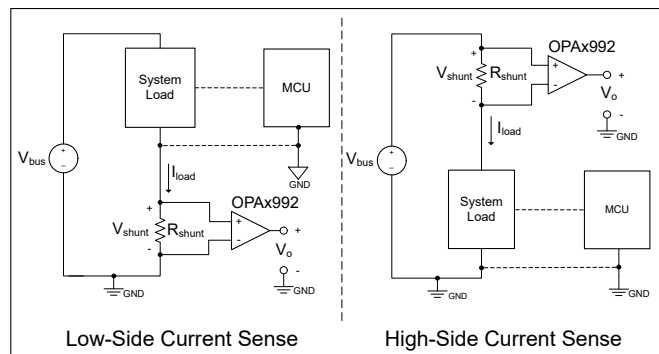 System
Load
MCU
V_bus
I_load
GND
OPAx992
+
V_shunt
R_shunt
-
+
-
+
V_o
-
GND
GND
Low-Side Current Sense
OPAx992
+
V_shunt
R_shunt
-
+
-
+
V_o
-
GND
I_load
V_bus
System
Load
MCU
GND
GND
High-Side Current Sense